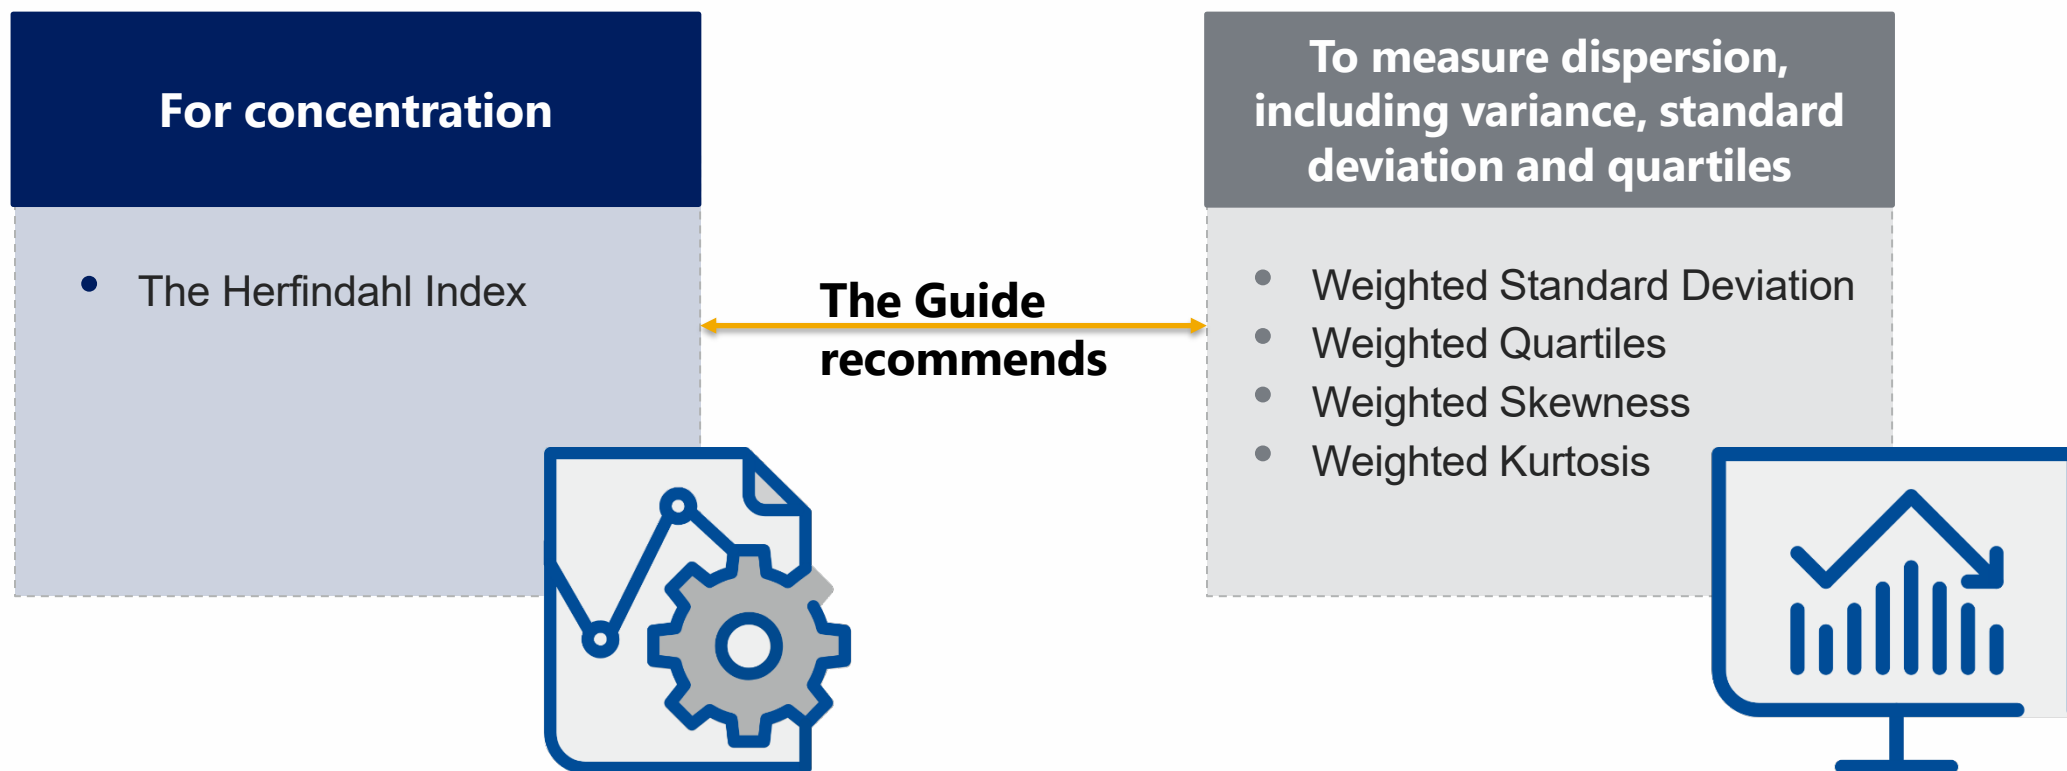 For concentration
• The Herfindahl Index
The Guide
recommends
To measure dispersion,
including variance, standard
deviation and quartiles
• Weighted Standard Deviation
• Weighted Quartiles
• Weighted Skewness
• Weighted Kurtosis